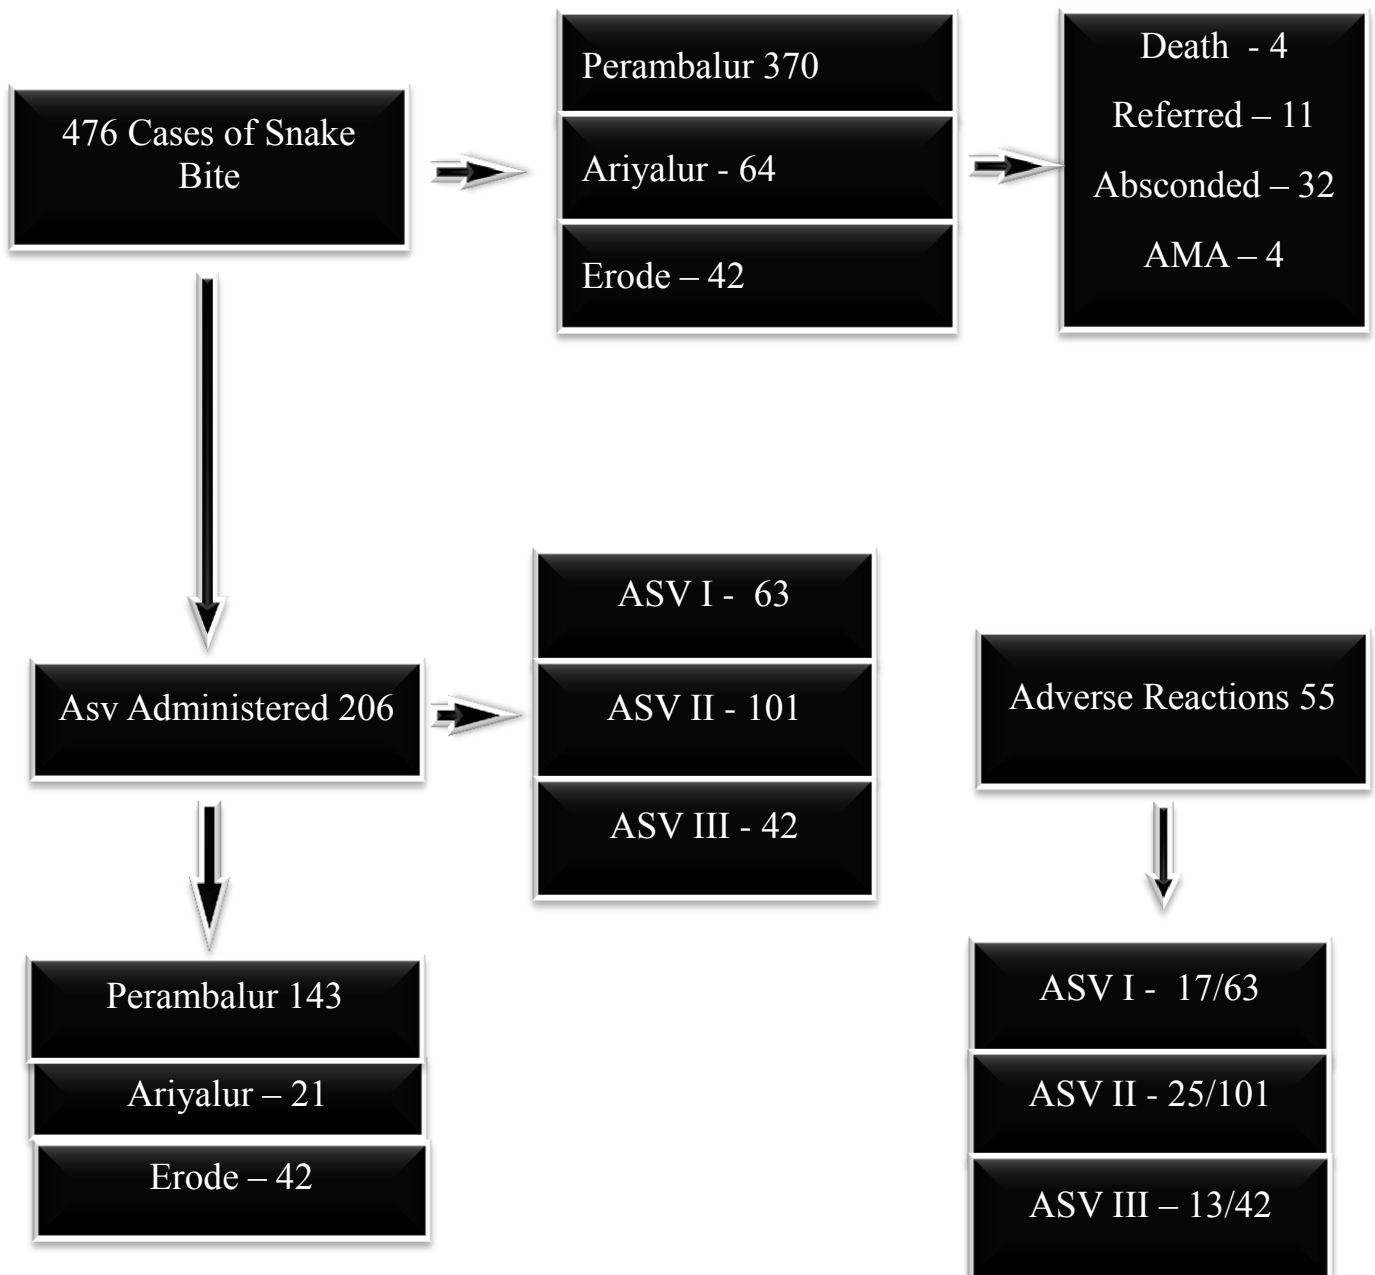 476 Cases of Snake
Bite
Perambalur 370
Ariyalur - 64
Erode – 42
Death  - 4
Referred – 11
Absconded – 32
AMA – 4
Asv Administered 206
ASV I -  63
ASV II - 101
ASV III - 42
Perambalur 143
Ariyalur – 21
Erode – 42
Adverse Reactions 55
ASV I -  17/63
ASV II - 25/101
ASV III – 13/42